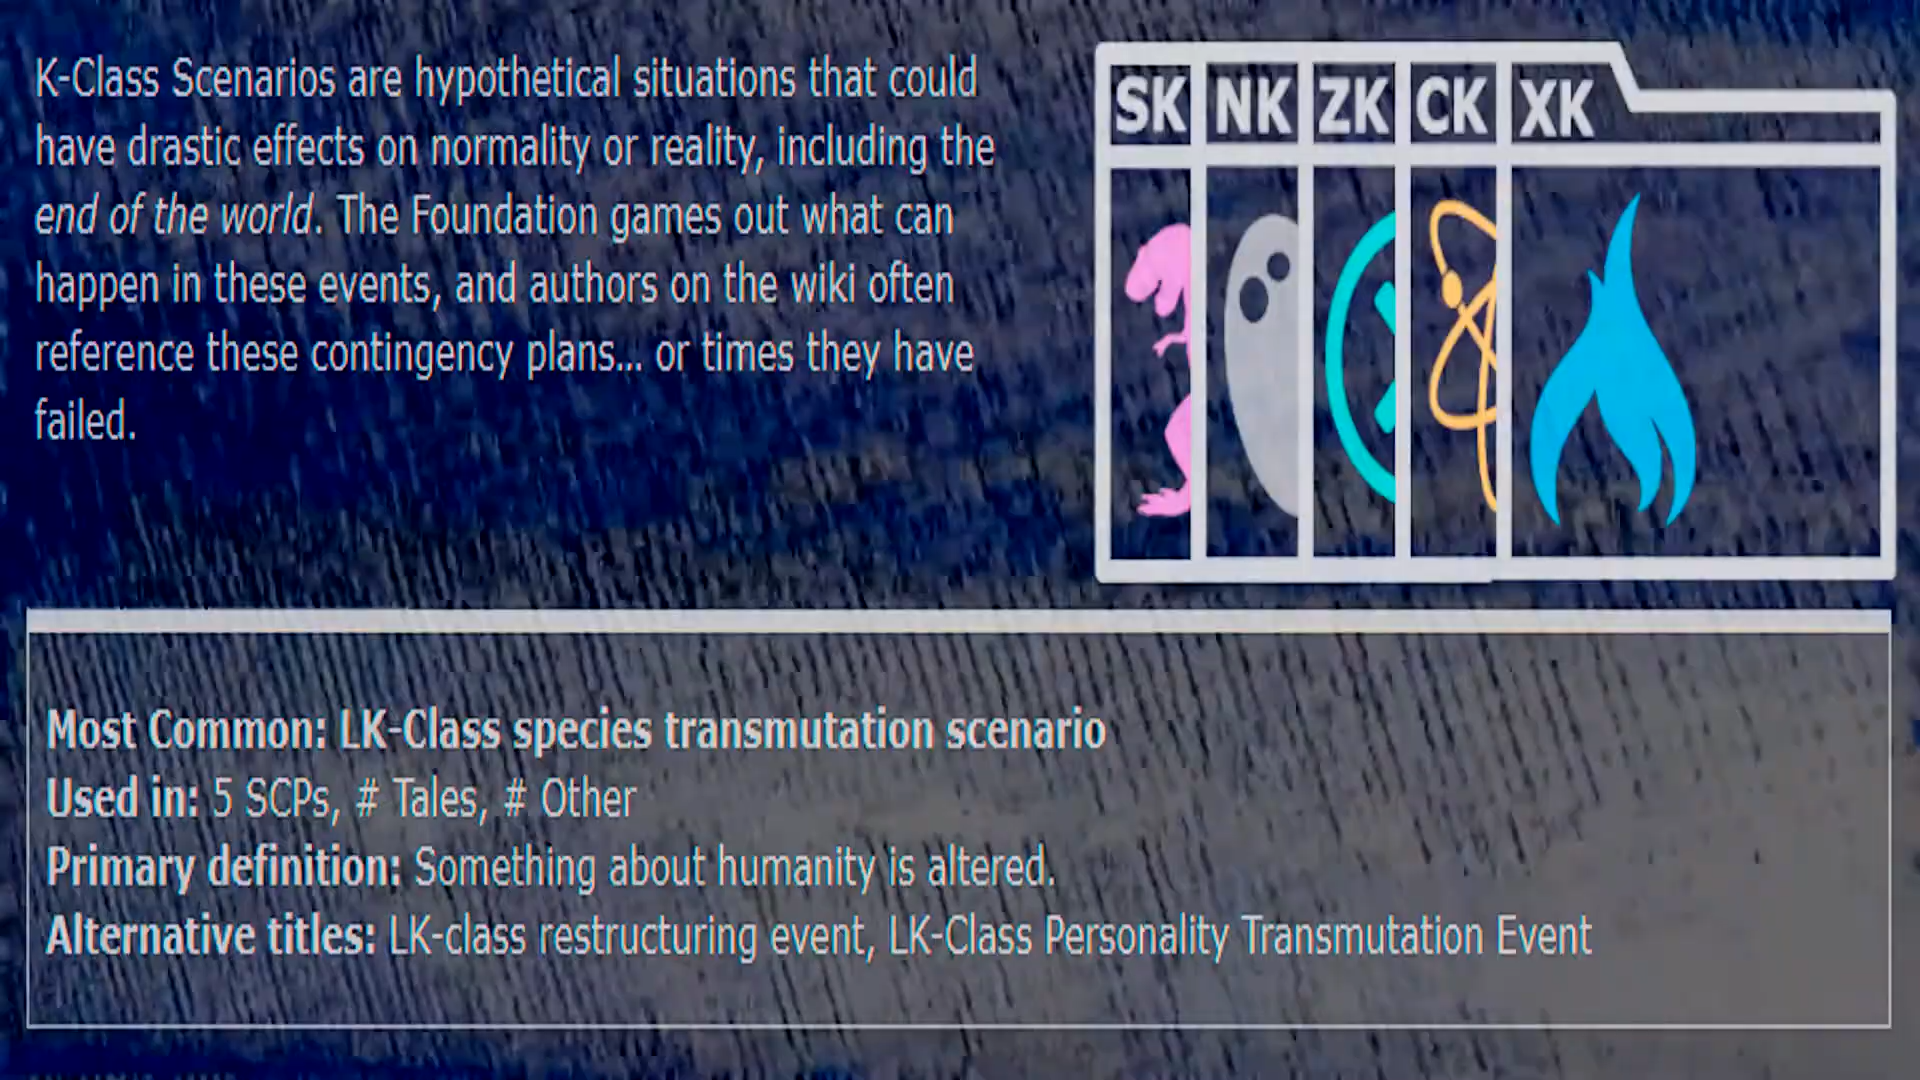 K-Class Scenarios are hypothetical situations that could
have drastic effects on normality or reality, including the
end of the world. The Foundation games out what can
happen in these events, and authors on the wiki often
reference these contingency plans... or times they have
failed.
SK NK ZK CK XK
Most Common: LK-Class species transmutation scenario
Used in: 5 SCPs, # Tales, # Other
Primary definition: Something about humanity is altered.
Alternative titles: LK-class restructuring event, LK-Class Personality Transmutation Event